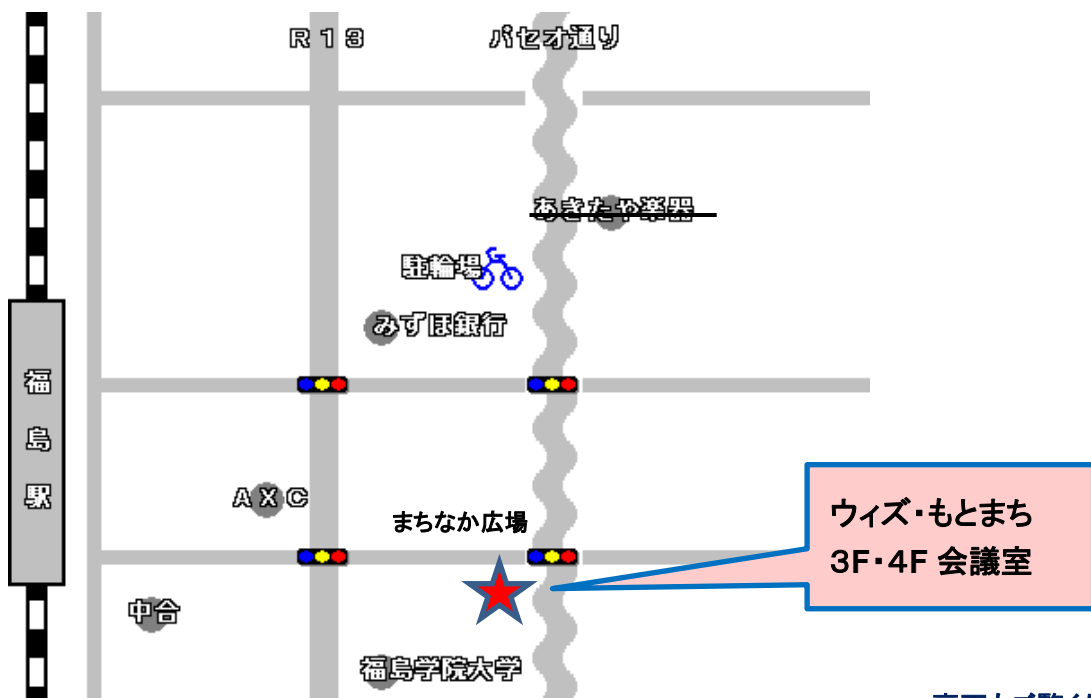 R13
パセオ通り
あきたや楽器
駐輪場
みずほ銀行
福島駅
AXC
まちなか広場
ウィズ・もとまち
3F・4F 会議室
中合
福島学院大学